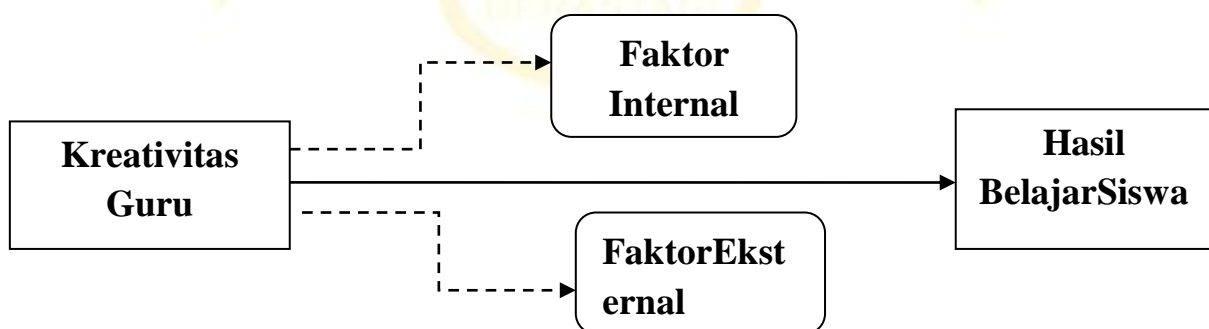 Faktor
Internal
Kreativitas
Guru
Hasil
BelajarSiswa
FaktorEkst
ernal